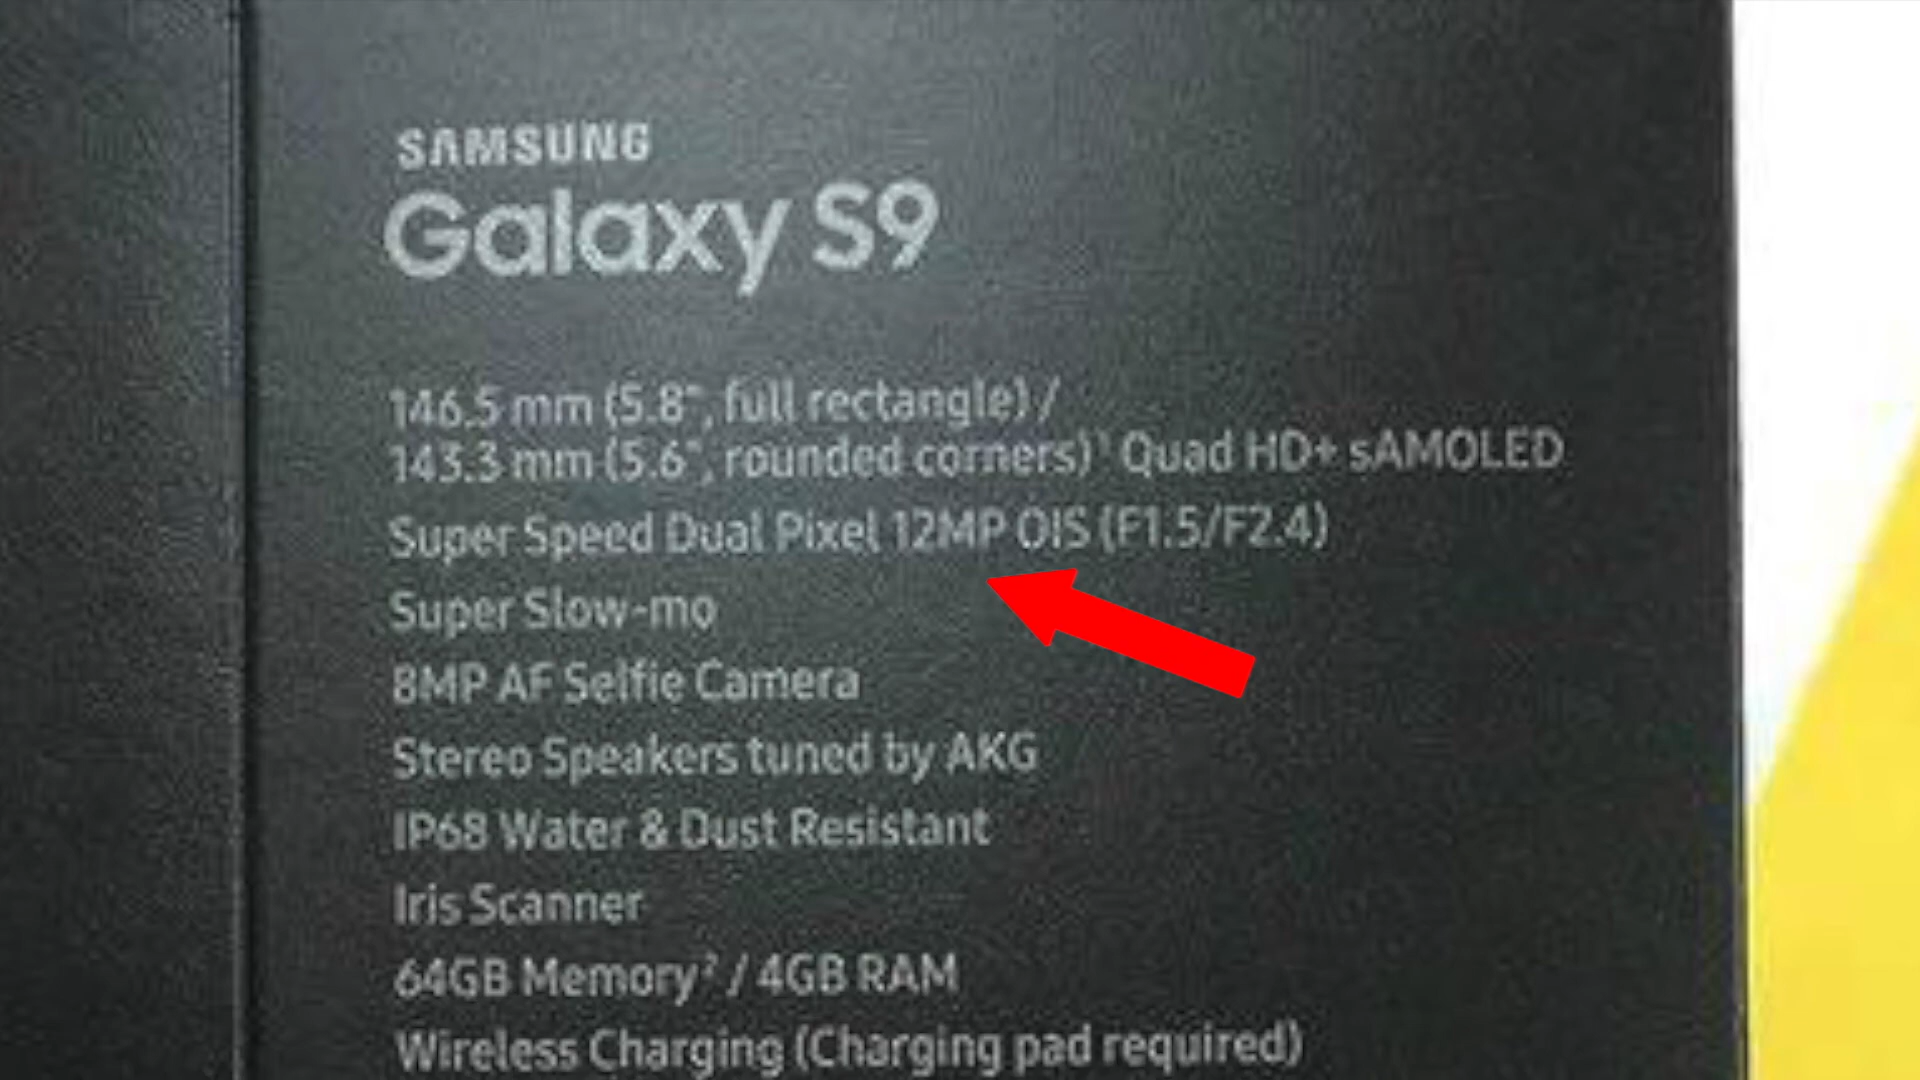 SAMSUNG
Galaxy S9
146.5 mm (5.8", full rectangle) /
143.3 mm (5.6", rounded corners)¹ Quad HD+ sAMOLED
Super Speed Dual Pixel 12MP OIS (F1.5/F2.4)
Super Slow-mo
8MP AF Selfie Camera
Stereo Speakers tuned by AKG
IP68 Water & Dust Resistant
Iris Scanner
64GB Memory² / 4GB RAM
Wireless Charging (Charging pad required)